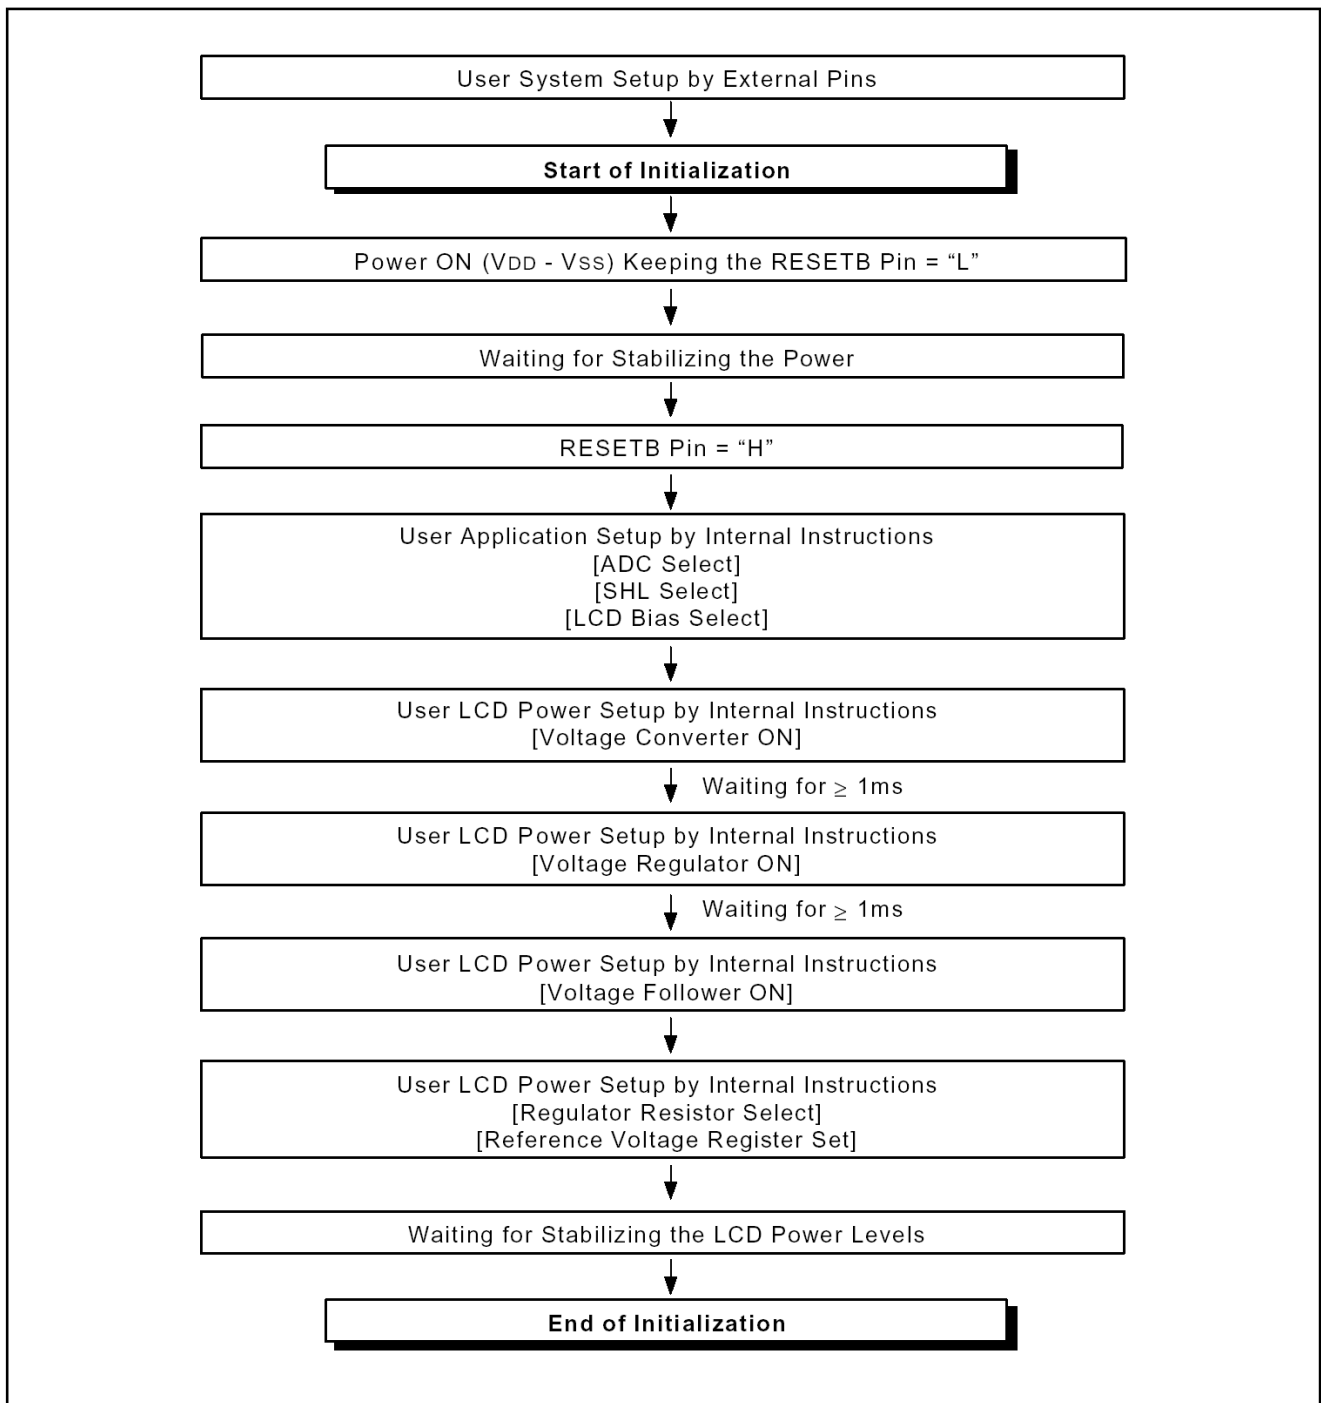 User System Setup by External Pins
Start of Initialization
Power ON (VDD - VSS) Keeping the RESETB Pin = “L”
Waiting for Stabilizing the Power
RESETB Pin = “H”
User Application Setup by Internal Instructions
[ADC Select]
[SHL Select]
[LCD Bias Select]
User LCD Power Setup by Internal Instructions
[Voltage Converter ON]
Waiting for ≥ 1ms
User LCD Power Setup by Internal Instructions
[Voltage Regulator ON]
Waiting for ≥ 1ms
User LCD Power Setup by Internal Instructions
[Voltage Follower ON]
User LCD Power Setup by Internal Instructions
[Regulator Resistor Select]
[Reference Voltage Register Set]
Waiting for Stabilizing the LCD Power Levels
End of Initialization